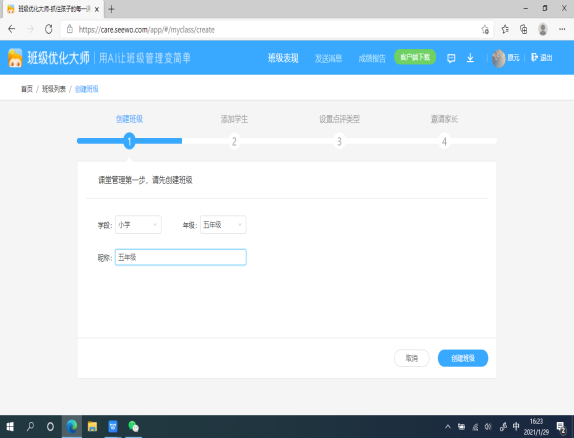 班级优化大师-抓住孩子的每一次
https://care.seewo.com/app/#/myclass/create
班级优化大师 用AI让班级管理变简单 班级表现 发送消息 成绩报告 客户端下载 退出
首页 / 班级列表 / 创建班级
创建班级 添加学生 设置点评类型 邀请家长
1 2 3 4
课堂管理第一步，请先创建班级
学段: 小学 年级: 五年级
昵称: 五年级
取消 创建班级
中 16:23
2021/1/29